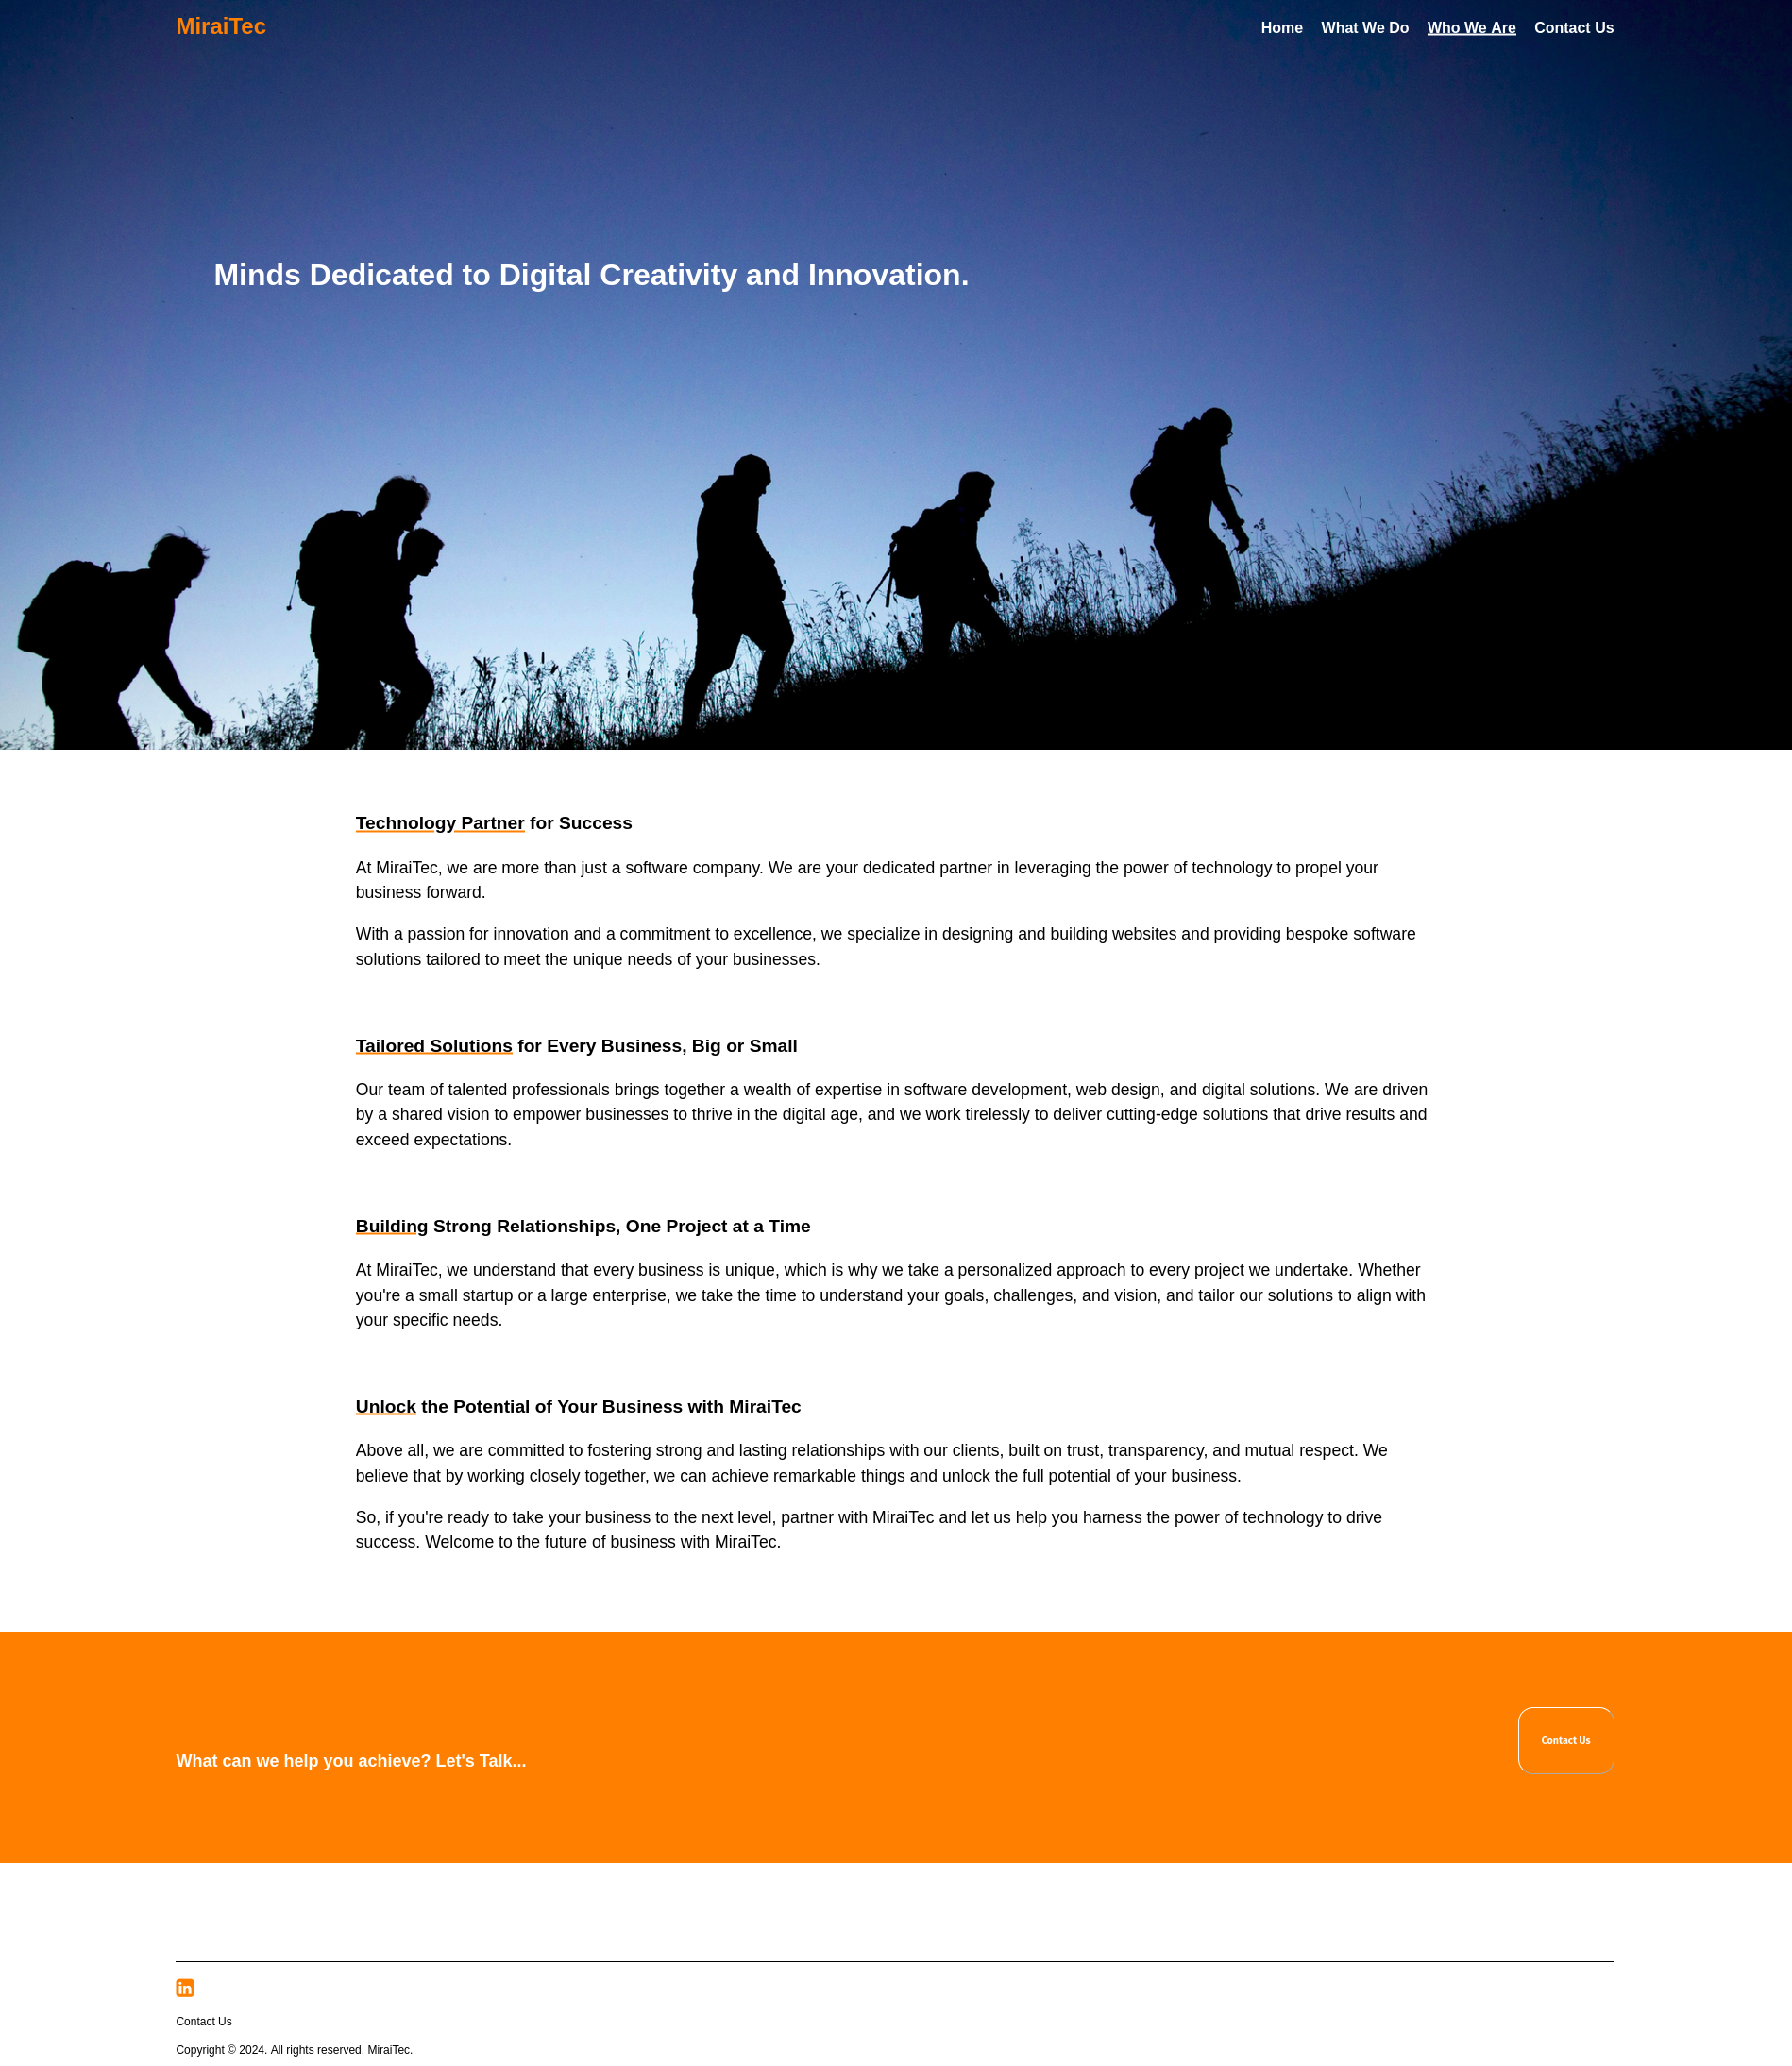 MiraiTec
Home What We Do Who We Are Contact Us
Minds Dedicated to Digital Creativity and Innovation.
Technology Partner for Success
At MiraiTec, we are more than just a software company. We are your dedicated partner in leveraging the power of technology to propel your
business forward.
With a passion for innovation and a commitment to excellence, we specialize in designing and building websites and providing bespoke software
solutions tailored to meet the unique needs of your businesses.
Tailored Solutions for Every Business, Big or Small
Our team of talented professionals brings together a wealth of expertise in software development, web design, and digital solutions. We are driven
by a shared vision to empower businesses to thrive in the digital age, and we work tirelessly to deliver cutting-edge solutions that drive results and
exceed expectations.
Building Strong Relationships, One Project at a Time
At MiraiTec, we understand that every business is unique, which is why we take a personalized approach to every project we undertake. Whether
you're a small startup or a large enterprise, we take the time to understand your goals, challenges, and vision, and tailor our solutions to align with
your specific needs.
Unlock the Potential of Your Business with MiraiTec
Above all, we are committed to fostering strong and lasting relationships with our clients, built on trust, transparency, and mutual respect. We
believe that by working closely together, we can achieve remarkable things and unlock the full potential of your business.
So, if you're ready to take your business to the next level, partner with MiraiTec and let us help you harness the power of technology to drive
success. Welcome to the future of business with MiraiTec.
What can we help you achieve? Let's Talk...
Contact Us
in
Contact Us
Copyright © 2024. All rights reserved. MiraiTec.